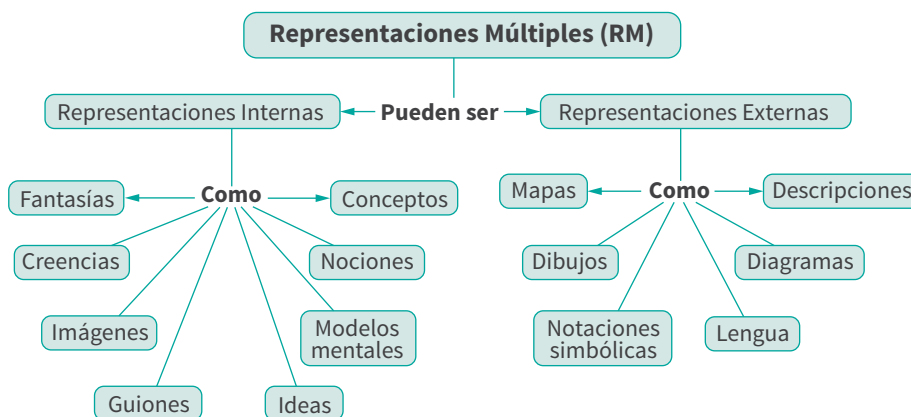 Representaciones Múltiples (RM)
Representaciones Internas
Pueden ser
Representaciones Externas
Fantasías
Como
Conceptos
Mapas
Como
Descripciones
Creencias
Nociones
Dibujos
Diagramas
Imágenes
Modelos
mentales
Notaciones
simbólicas
Lengua
Guiones
Ideas